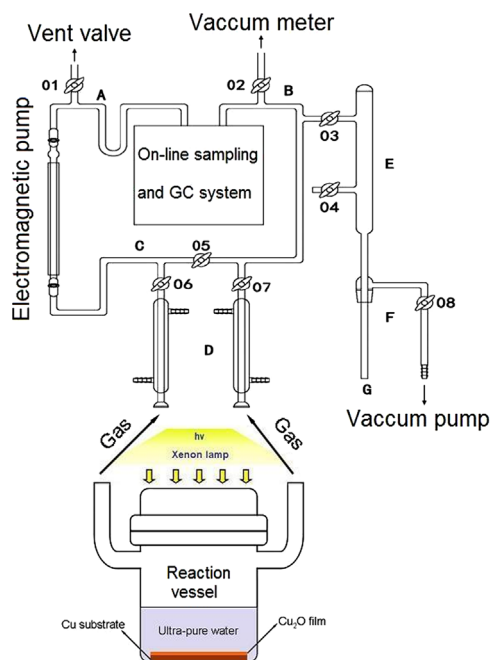 Vent valve
Vaccum meter
01
A
02
B
03
Electromagnetic pump
On-line sampling
and GC system
E
04
C
05
06
07
08
D
F
G
Vaccum pump
Gas
Gas
hv
Xenon lamp
Reaction
vessel
Cu substrate
Ultra-pure water
Cu₂O film